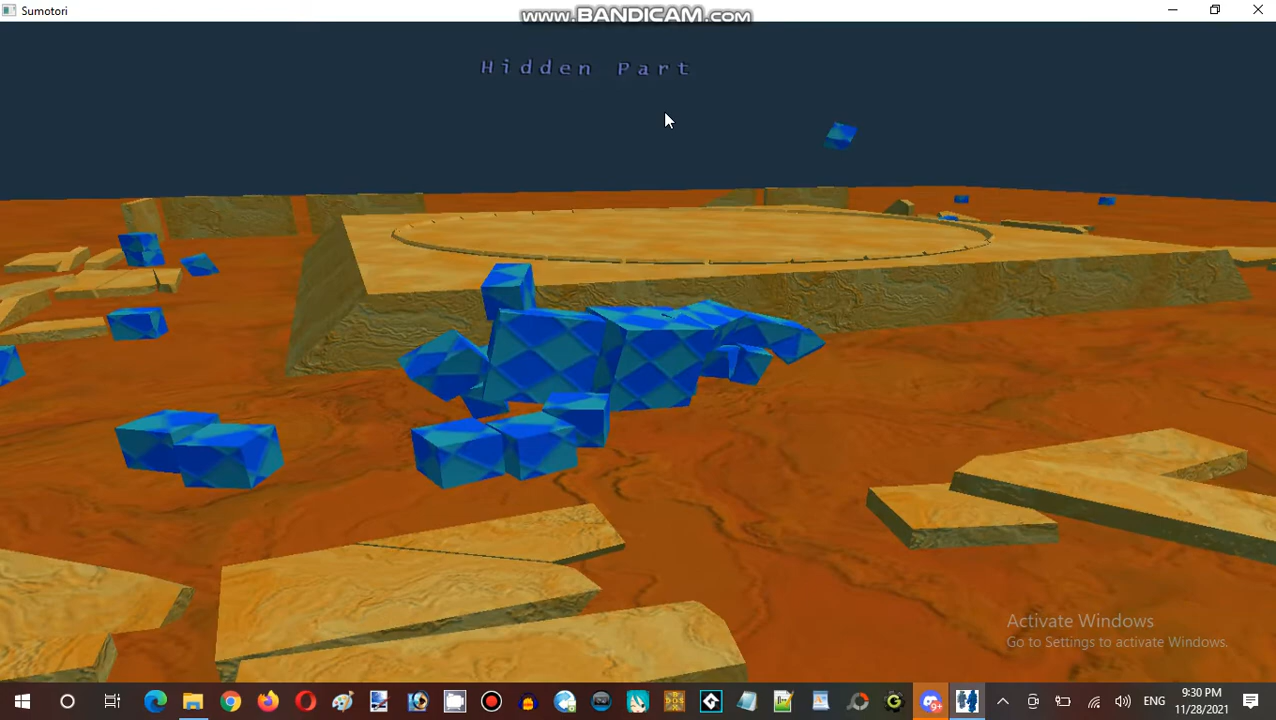 Sumotori
www.BANDICAM.com
Hidden Part
Activate Windows
Go to Settings to activate Windows.
9+
ENG
9:30 PM
11/28/2021